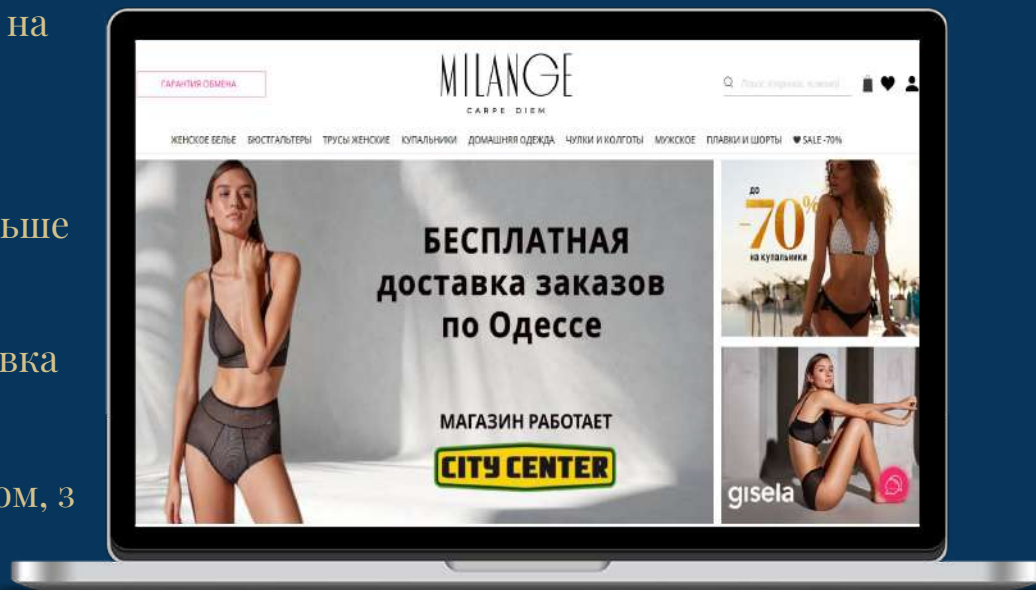 на
ьше
вка
ом, з
MILANGE
CARPE DIEM
ГАРАНТИЯ ОБМЕНА
ЖЕНСКОЕ БЕЛЬЕ БЮСТГАЛЬТЕРЫ ТРУСЫ ЖЕНСКИЕ КУПАЛЬНИКИ ДОМАШНЯЯ ОДЕЖДА ЧУЛКИ И КОЛГОТЫ МУЖСКОЕ ПЛАВКИ И ШОРТЫ ♥ SALE -70%
БЕСПЛАТНАЯ
доставка заказов
по Одессе
МАГАЗИН РАБОТАЕТ
CITY CENTER
до
-70%
на купальники
gisela